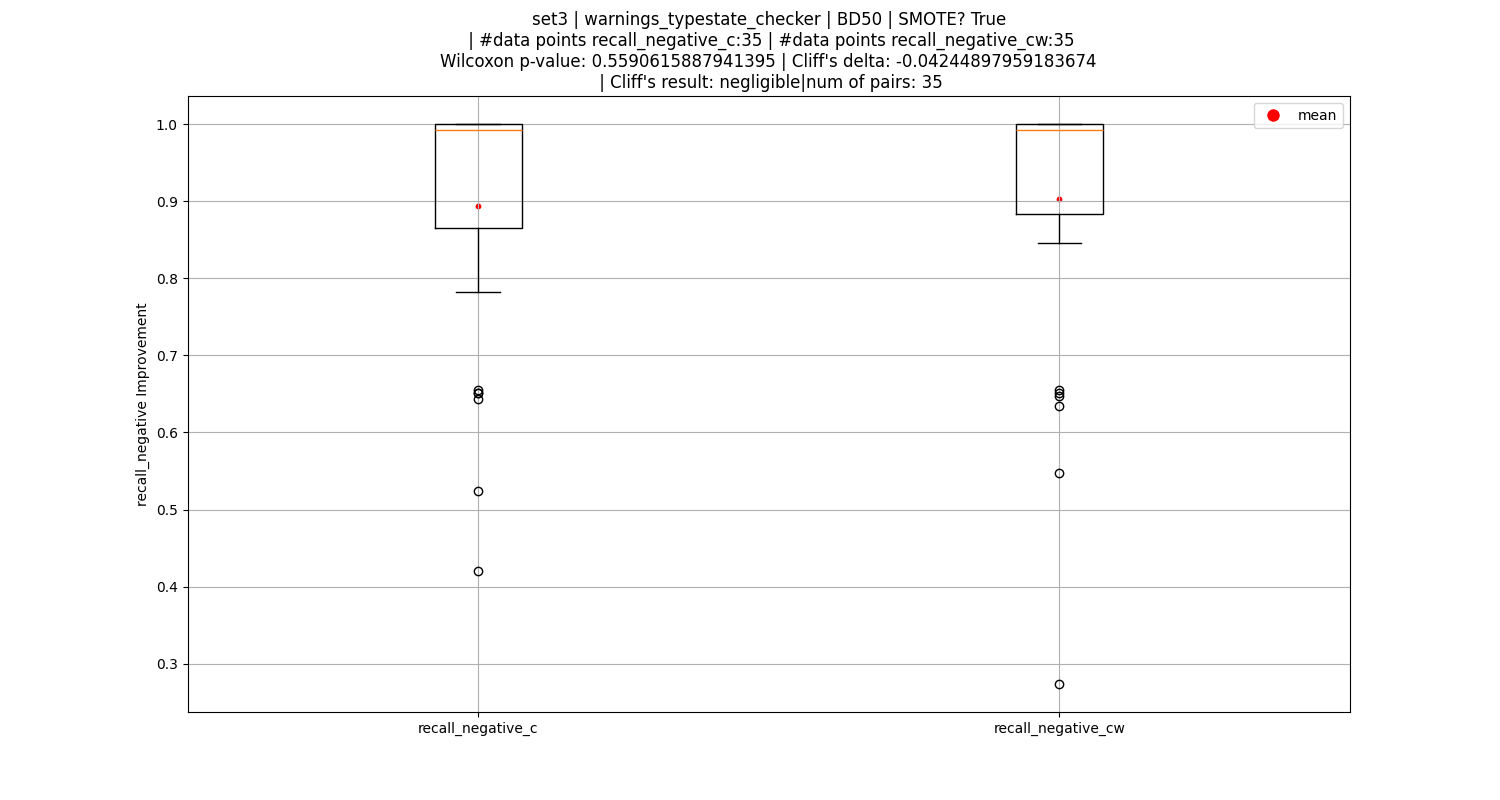 set3 | warnings_typestate_checker | BD50 | SMOTE? True
| #data points recall_negative_c:35 | #data points recall_negative_cw:35
Wilcoxon p-value: 0.5590615887941395 | Cliff's delta: -0.04244897959183674
| Cliff's result: negligible|num of pairs: 35
mean
1.0
0.9
0.8
0.7
0.6
0.5
0.4
0.3
recall_negative Improvement
recall_negative_c
recall_negative_cw